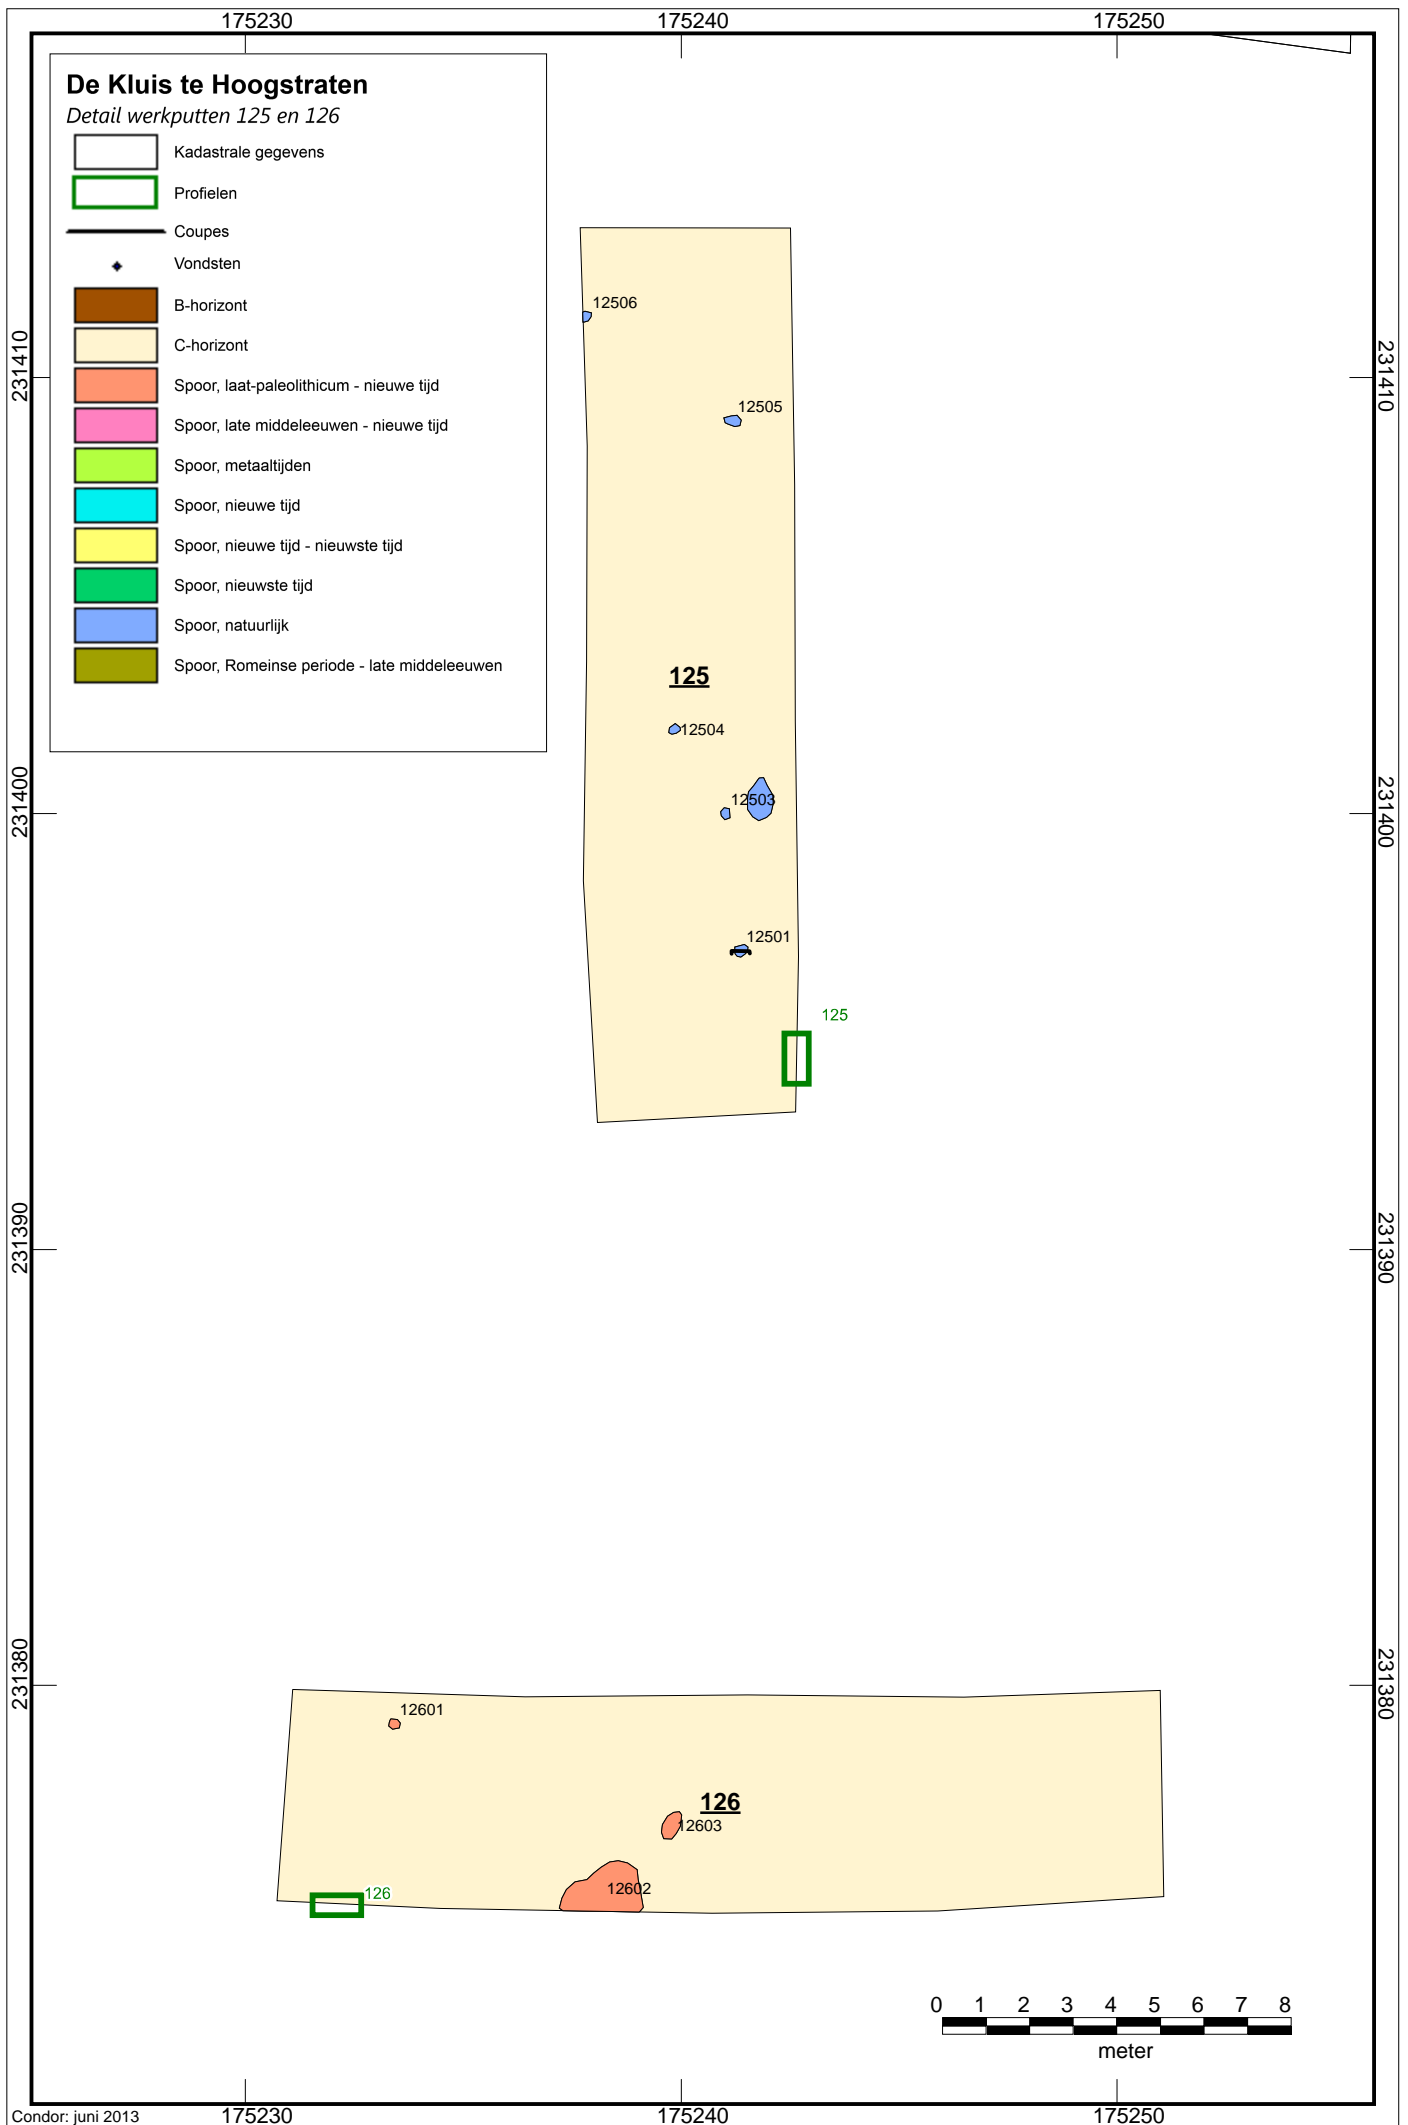 175230
175240
175250
De Kluis te Hoogstraten
Detail werkputten 125 en 126
Kadastrale gegevens
Profielen
Coupes
Vondsten
B-horizont
C-horizont
Spoor, laat-paleolithicum - nieuwe tijd
Spoor, late middeleeuwen - nieuwe tijd
Spoor, metaaltijden
Spoor, nieuwe tijd
Spoor, nieuwe tijd - nieuwste tijd
Spoor, nieuwste tijd
Spoor, natuurlijk
Spoor, Romeinse periode - late middeleeuwen
12506
231410
231410
12505
125
12504
231400
12503
231400
12501
125
231390
231390
231380
231380
12601
126
12603
12602
126
0 1 2 3 4 5 6 7 8
meter
Condor: juni 2013
175230
175240
175250